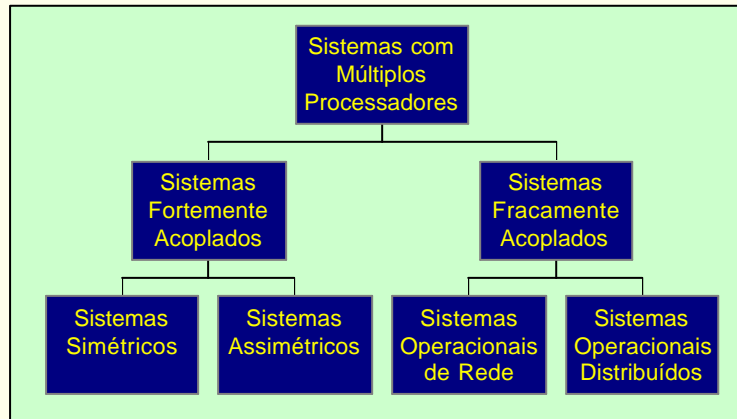 Sistemas com
Múltiplos
Processadores
Sistemas
Fortemente
Acoplados
Sistemas
Fracamente
Acoplados
Sistemas
Simétricos
Sistemas
Assimétricos
Sistemas
Operacionais
de Rede
Sistemas
Operacionais
Distribuídos